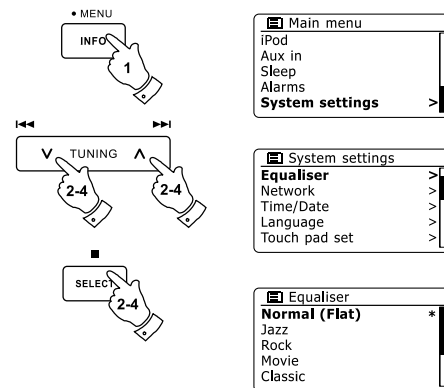 • MENU
INFO
1
TUNING
2-4
2-4
SELECT
2-4
Main menu
iPod
Aux in
Sleep
Alarms
System settings >
System settings
Equaliser >
Network >
Time/Date >
Language >
Touch pad set >
Equaliser
Normal (Flat) *
Jazz
Rock
Movie
Classic